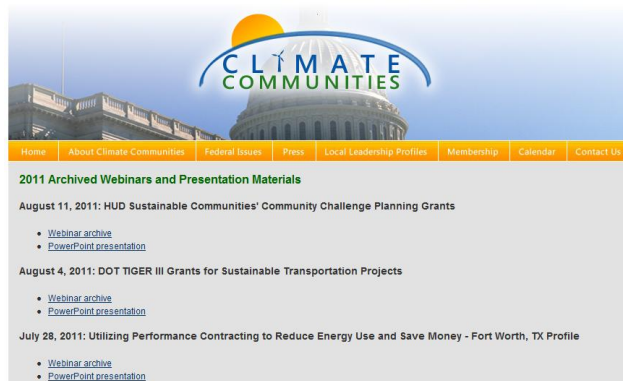 CLIMATE
COMMUNITIES
Home About Climate Communities Federal Issues Press Local Leadership Profiles Membership Calendar Contact Us
2011 Archived Webinars and Presentation Materials
August 11, 2011: HUD Sustainable Communities' Community Challenge Planning Grants
Webinar archive
PowerPoint presentation
August 4, 2011: DOT TIGER III Grants for Sustainable Transportation Projects
Webinar archive
PowerPoint presentation
July 28, 2011: Utilizing Performance Contracting to Reduce Energy Use and Save Money - Fort Worth, TX Profile
Webinar archive
PowerPoint presentation